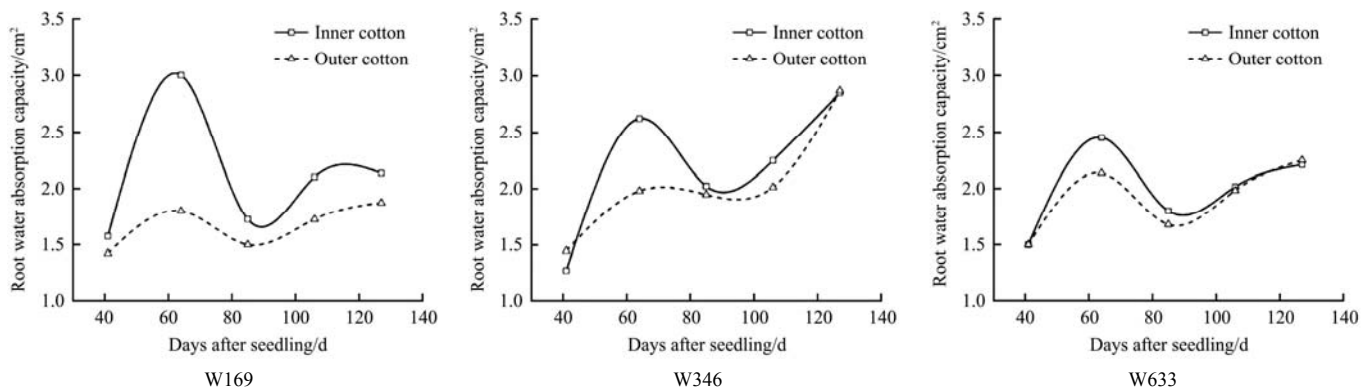 Root water absorption capacity/cm²
3.5
3.0
2.5
2.0
1.5
1.0
Inner cotton
Outer cotton
40
60
80
100
120
140
Days after seedling/d
W169
Root water absorption capacity/cm²
3.5
3.0
2.5
2.0
1.5
1.0
Inner cotton
Outer cotton
40
60
80
100
120
140
Days after seedling/d
W346
Root water absorption capacity/cm²
3.5
3.0
2.5
2.0
1.5
1.0
Inner cotton
Outer cotton
40
60
80
100
120
140
Days after seedling/d
W633